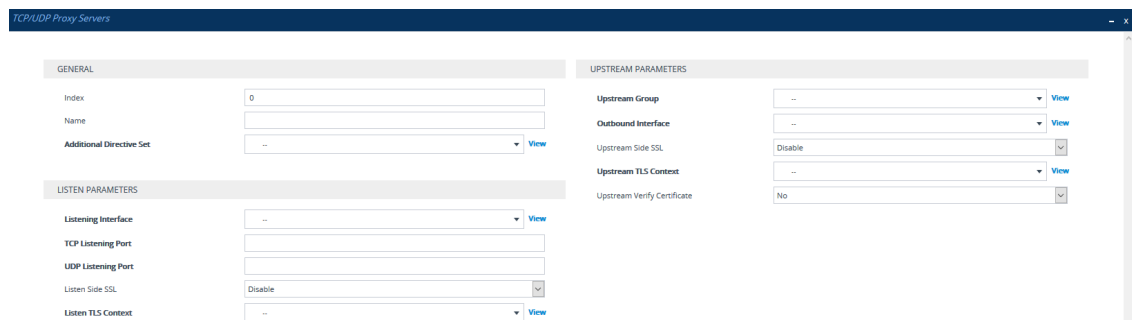 TCP/UDP Proxy Servers
– x
GENERAL
Index 0
Name
Additional Directive Set -- View
LISTEN PARAMETERS
Listening Interface -- View
TCP Listening Port
UDP Listening Port
Listen Side SSL Disable
Listen TLS Context -- View
UPSTREAM PARAMETERS
Upstream Group -- View
Outbound Interface -- View
Upstream Side SSL Disable
Upstream TLS Context -- View
Upstream Verify Certificate No